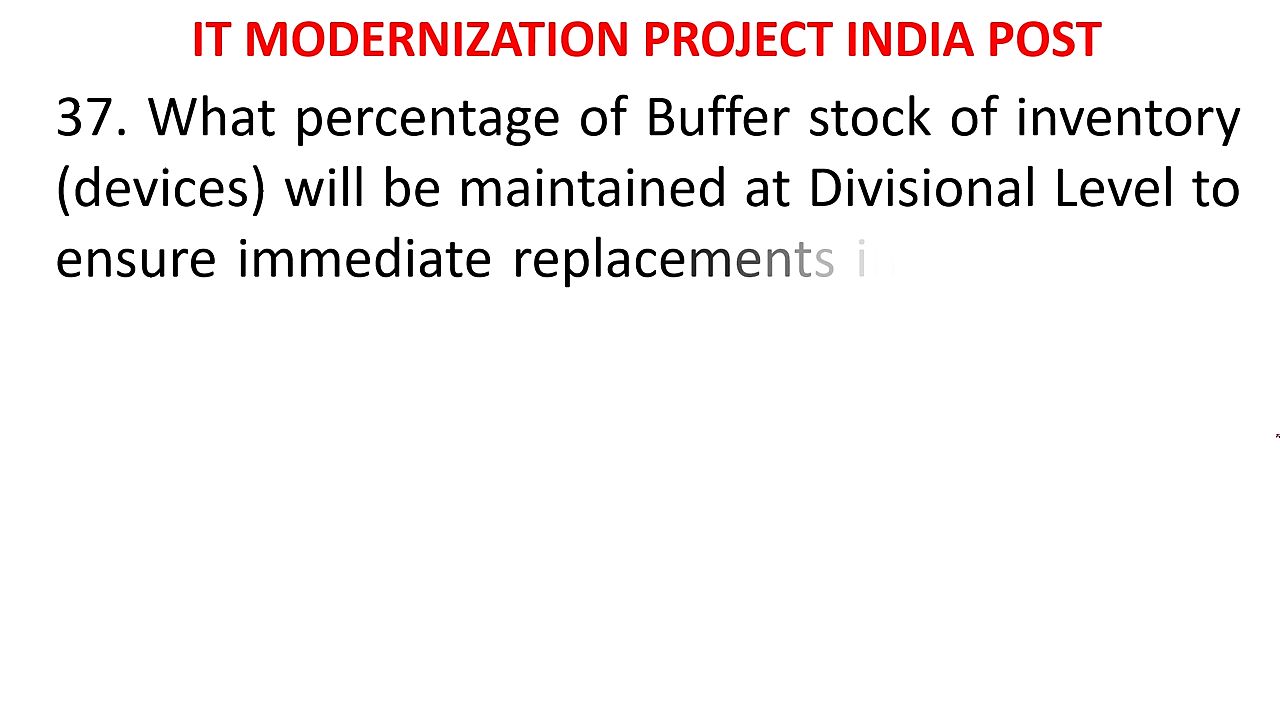 IT MODERNIZATION PROJECT INDIA POST
37. What percentage of Buffer stock of inventory
(devices) will be maintained at Divisional Level to
ensure immediate replacements